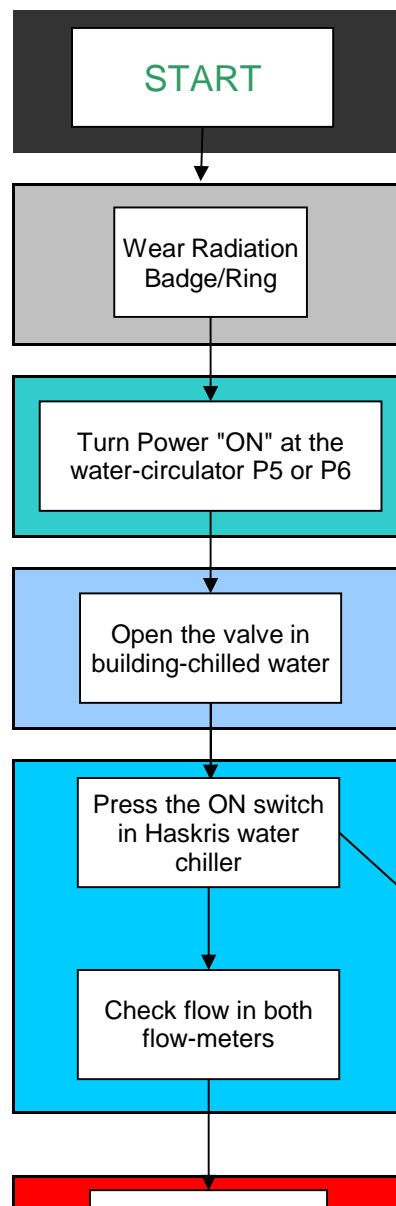 START
Wear Radiation
Badge/Ring
Turn Power "ON" at the
water-circulator P5 or P6
Open the valve in
building-chilled water
Press the ON switch
in Haskris water
chiller
Check flow in both
flow-meters